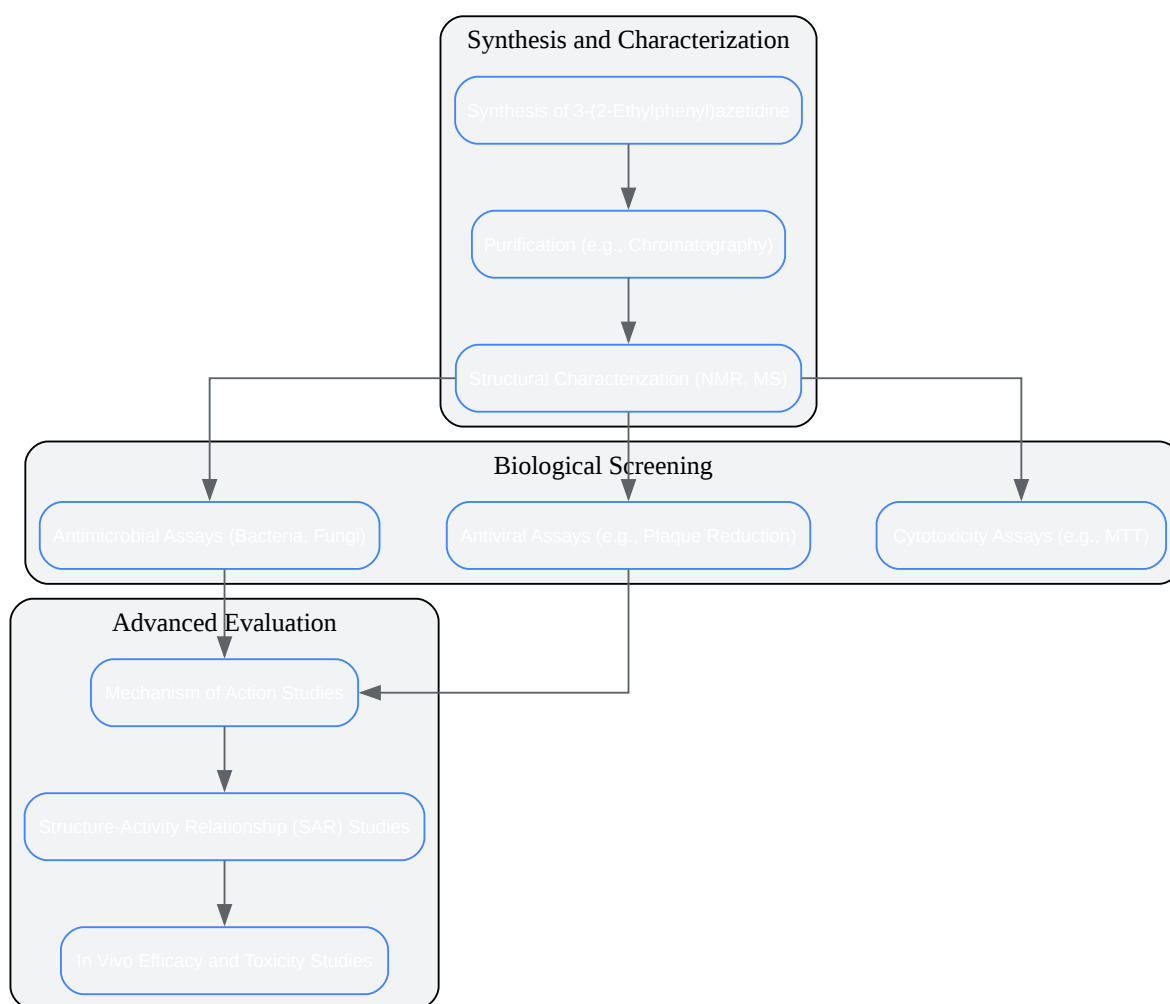 Synthesis and Characterization
Synthesis of 3-(2-Ethylphenyl)azetidine
Purification (e.g., Chromatography)
Structural Characterization (NMR, MS)
Biological Screening
Antimicrobial Assays (Bacteria, Fungi)
Antiviral Assays (e.g., Plaque Reduction)
Cytotoxicity Assays (e.g., MTT)
Advanced Evaluation
Mechanism of Action Studies
Structure-Activity Relationship (SAR) Studies
In Vivo Efficacy and Toxicity Studies